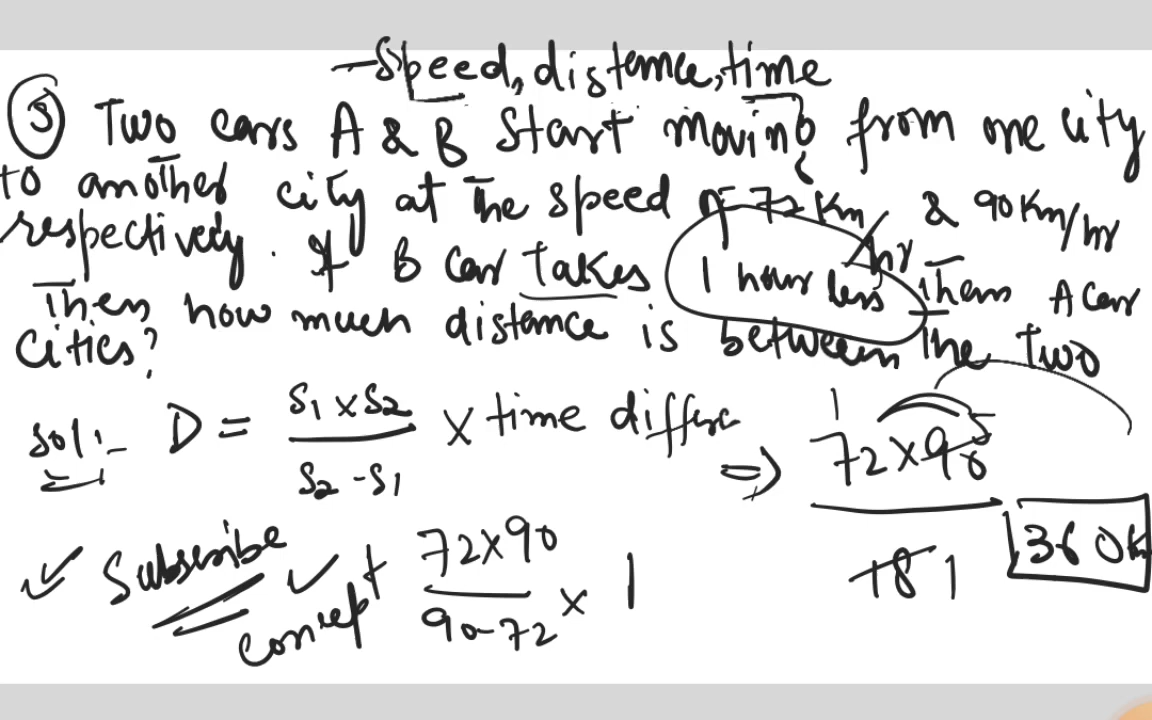 - Speed, distance, time
3 Two cars A & B Start moving from one city
to another city at the speed of 72 Km/hr & 90 Km/hr
respectively. If B car takes 1 hour less then A car
then how much distance is between the two
cities?
sol:- D = S1 x S2 / S2 - S1 x time differ => 72 x 90 / 18
360 K
Subscribe
concept
72x90 / 90-72 x 1